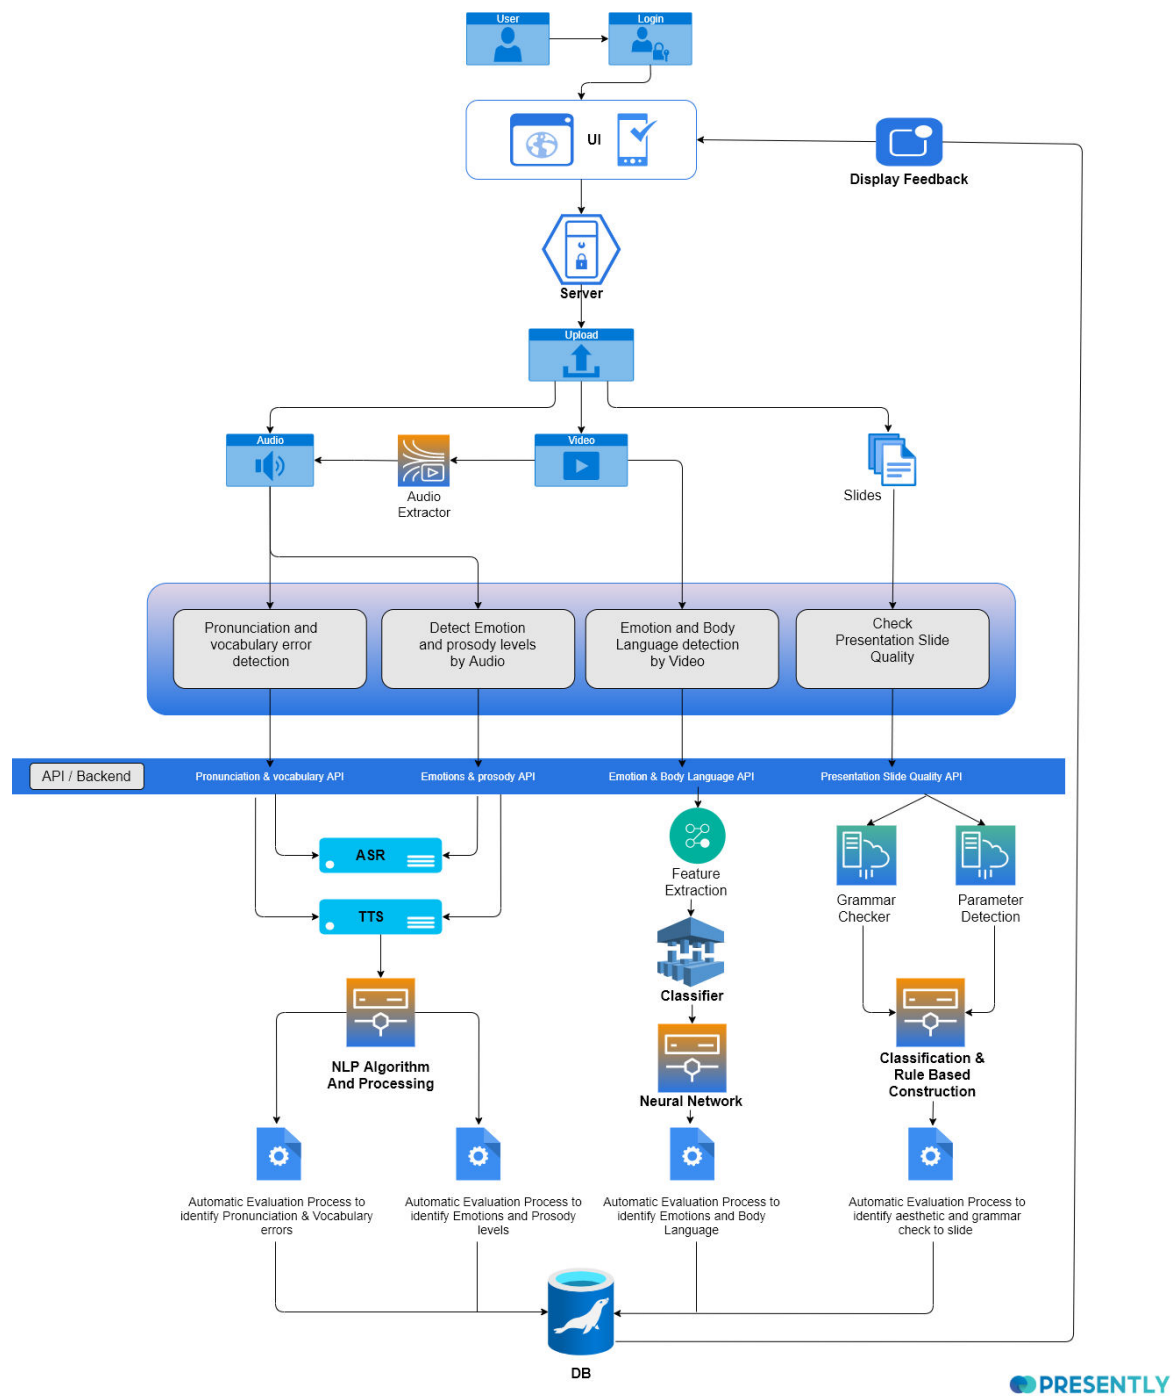 User
Login
UI
Display Feedback
Server
Upload
Audio
Video
Audio
Extractor
Slides
Pronunciation and
vocabulary error
detection
Detect Emotion
and prosody levels
by Audio
Emotion and Body
Language detection
by Video
Check
Presentation Slide
Quality
API / Backend
Pronunciation & vocabulary API
Emotions & prosody API
Emotion & Body Language API
Presentation Slide Quality API
ASR
TTS
Feature
Extraction
Grammar
Checker
Parameter
Detection
Classifier
NLP Algorithm
And Processing
Neural Network
Classification &
Rule Based
Construction
Automatic Evaluation Process to
identify Pronunciation & Vocabulary
errors
Automatic Evaluation Process to
identify Emotions and Prosody
levels
Automatic Evaluation Process to
identify Emotions and Body
Language
Automatic Evaluation Process to
identify aesthetic and grammar
check to slide
DB
PRESENTLY